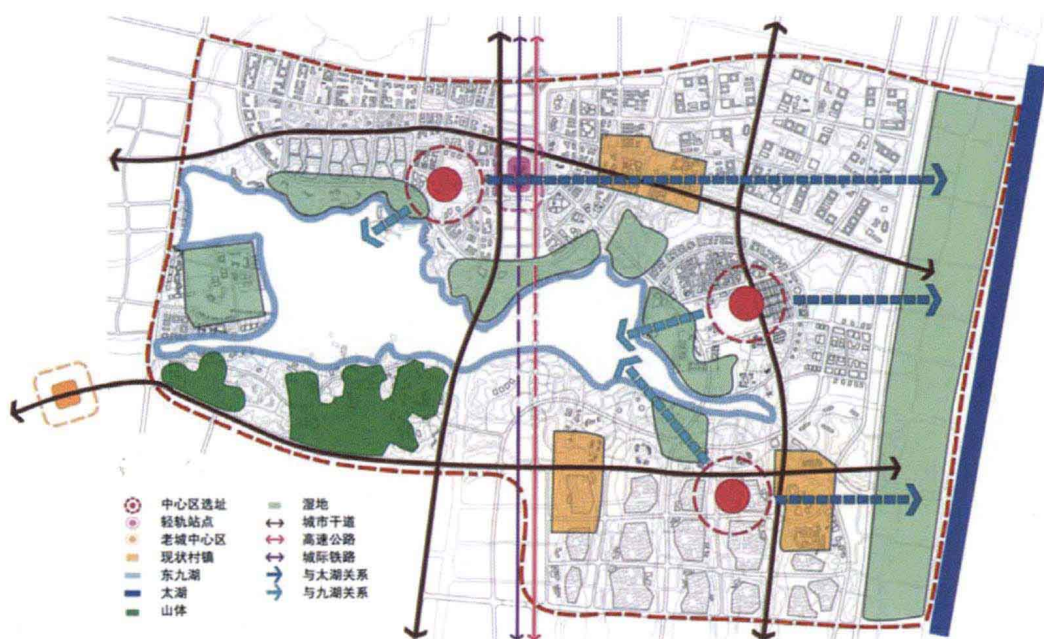 中心区选址
轻轨站点
老城中心区
现状村镇
东九湖
太湖
山体
湿地
城市干道
高速公路
城际铁路
与太湖关系
与九湖关系